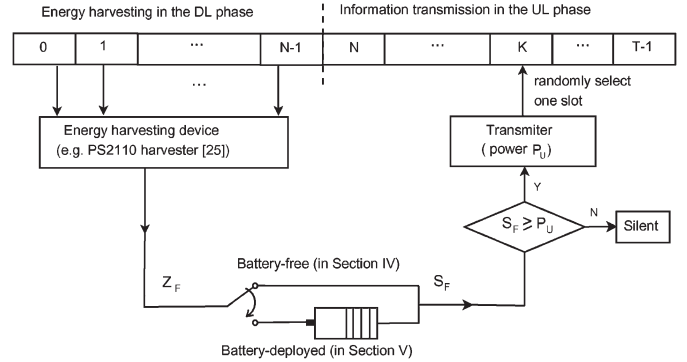 Energy harvesting in the DL phase
Information transmission in the UL phase
0 1 ... N-1 N ... K ... T-1
...
randomly select
one slot
Energy harvesting device
(e.g. PS2110 harvester [25])
Transmiter
( power PU)
Y
SF ≥ PU
N
Silent
Battery-free (in Section IV)
ZF
SF
Battery-deployed (in Section V)